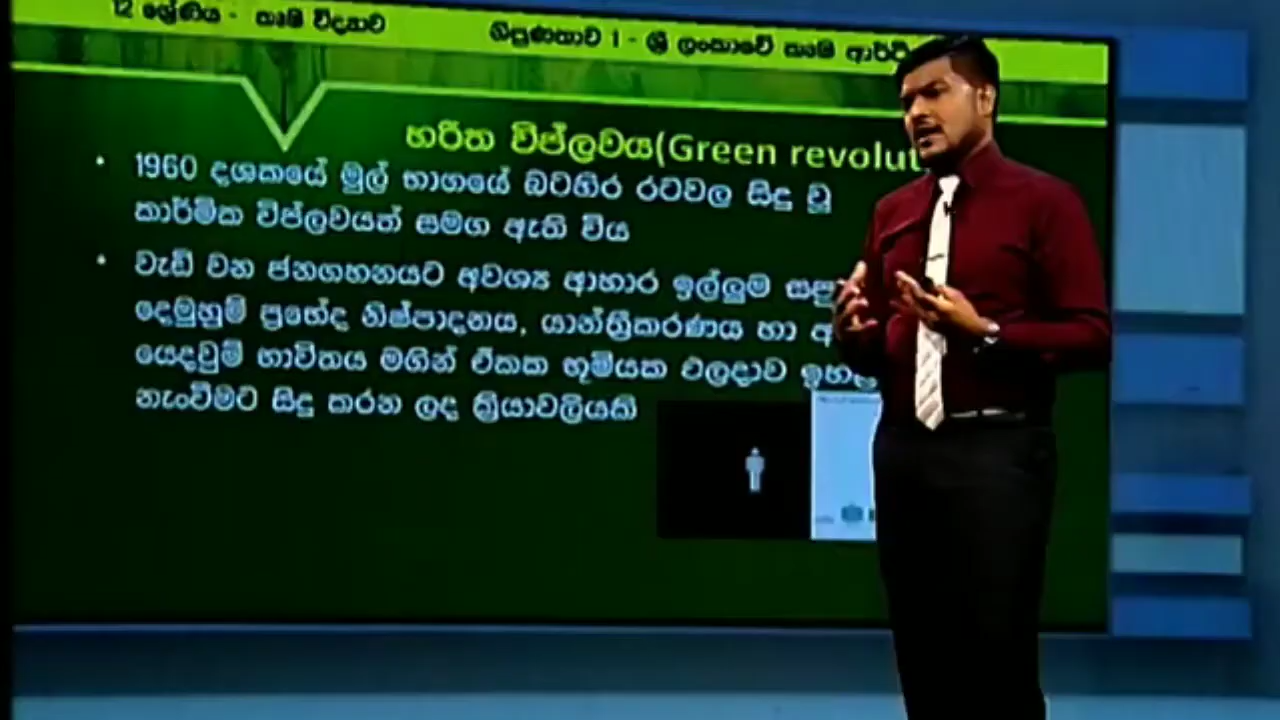 12 ශ්‍රේණිය - කෘෂි විද්‍යාව
නිපුණතාව 1 - ශ්‍රී ලංකාවේ කෘෂි
හරිත විප්ලවය(Green revolut
• 1960 දශකයේ මුල් භාගයේ බටහිර රටවල සිදු වූ
කාර්මික විප්ලවයත් සමග ඇති විය
• වැඩි වන ජනගහනයට අවශ්‍ය ආහාර ඉල්ලුම
දෙමුහුම් ප්‍රභේද නිෂ්පාදනය, යාන්ත්‍රීකරණය හා
යෙදවුම් භාවිතය මගින් ඒකක භූමියක ඵලදාව
නැංවීමට සිදු කරන ලද ක්‍රියාවලියකි